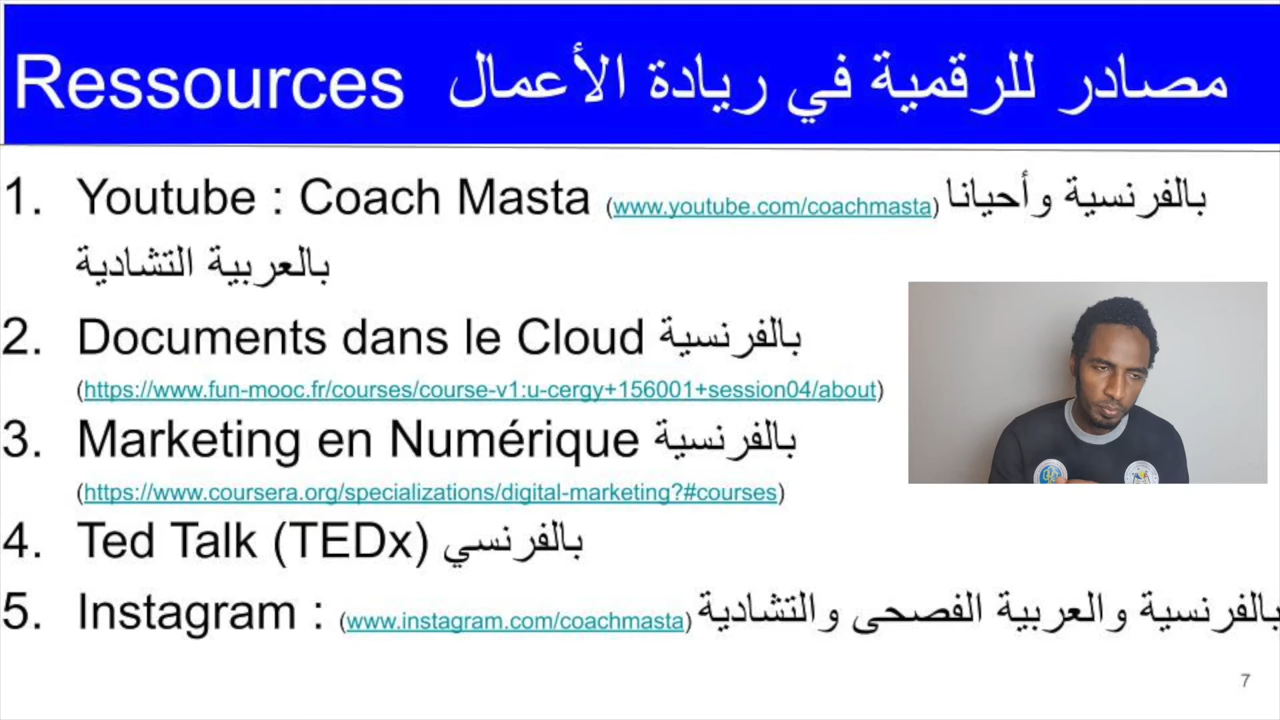 Ressources مصادر للرقمية في ريادة الأعمال
1. Youtube : Coach Masta (www.youtube.com/coachmasta) بالفرنسية وأحيانا
بالعربية التشادية
2. Documents dans le Cloud بالفرنسية
(https://www.fun-mooc.fr/courses/course-v1:u-cergy+156001+session04/about)
3. Marketing en Numérique بالفرنسية
(https://www.coursera.org/specializations/digital-marketing?#courses)
4. Ted Talk (TEDx) بالفرنسي
5. Instagram : (www.instagram.com/coachmasta) بالفرنسية والعربية الفصحى والتشادية
7